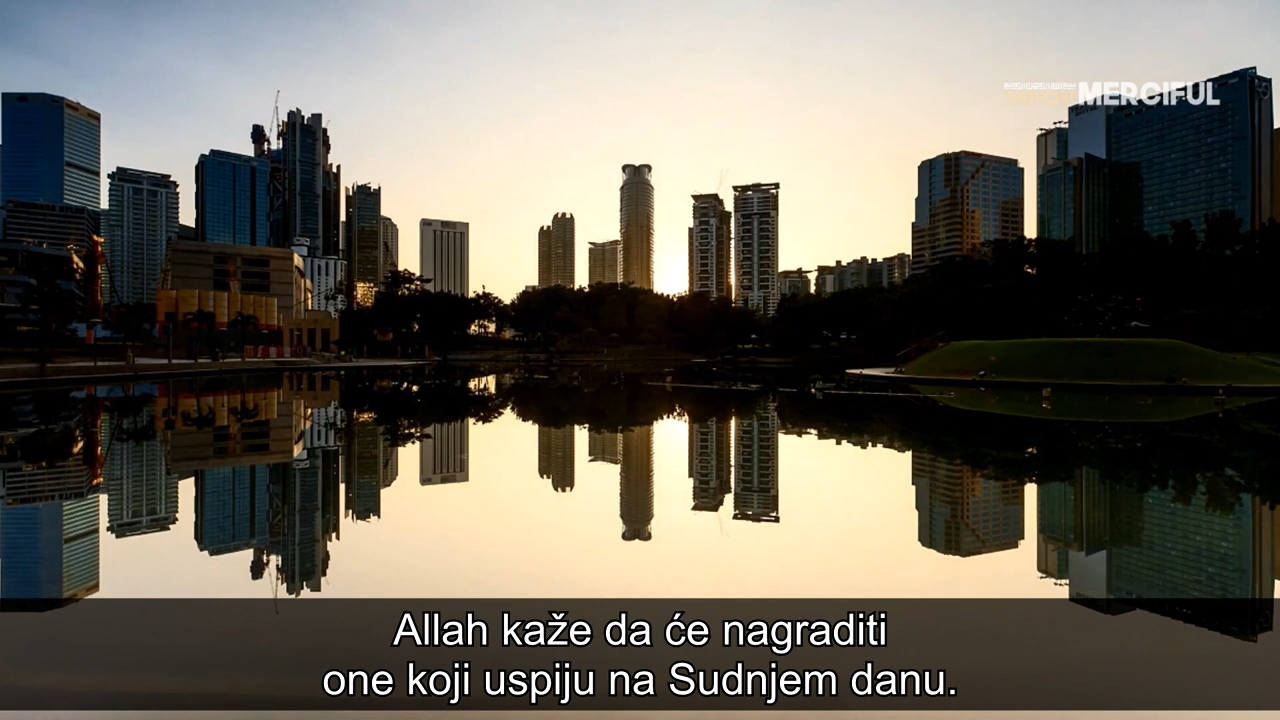 MERCIFUL
Allah kaže da će nagraditi
one koji uspiju na Sudnjem danu.